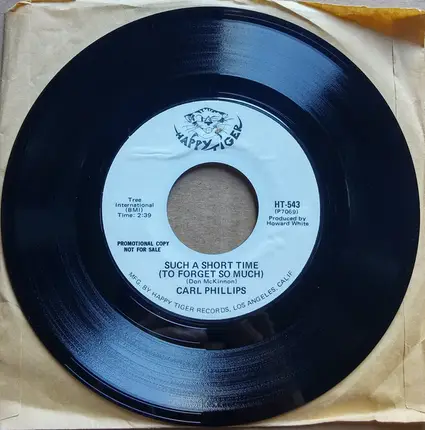 HAPPY TIGER
Tree
International
(BMI)
Time: 2:39
HT-543
(P7069)
Produced by
Howard White
PROMOTIONAL COPY
NOT FOR SALE
SUCH A SHORT TIME
(TO FORGET SO MUCH)
(Don McKinnon)
CARL PHILLIPS
MFG. BY HAPPY TIGER RECORDS, LOS ANGELES, CALIF.